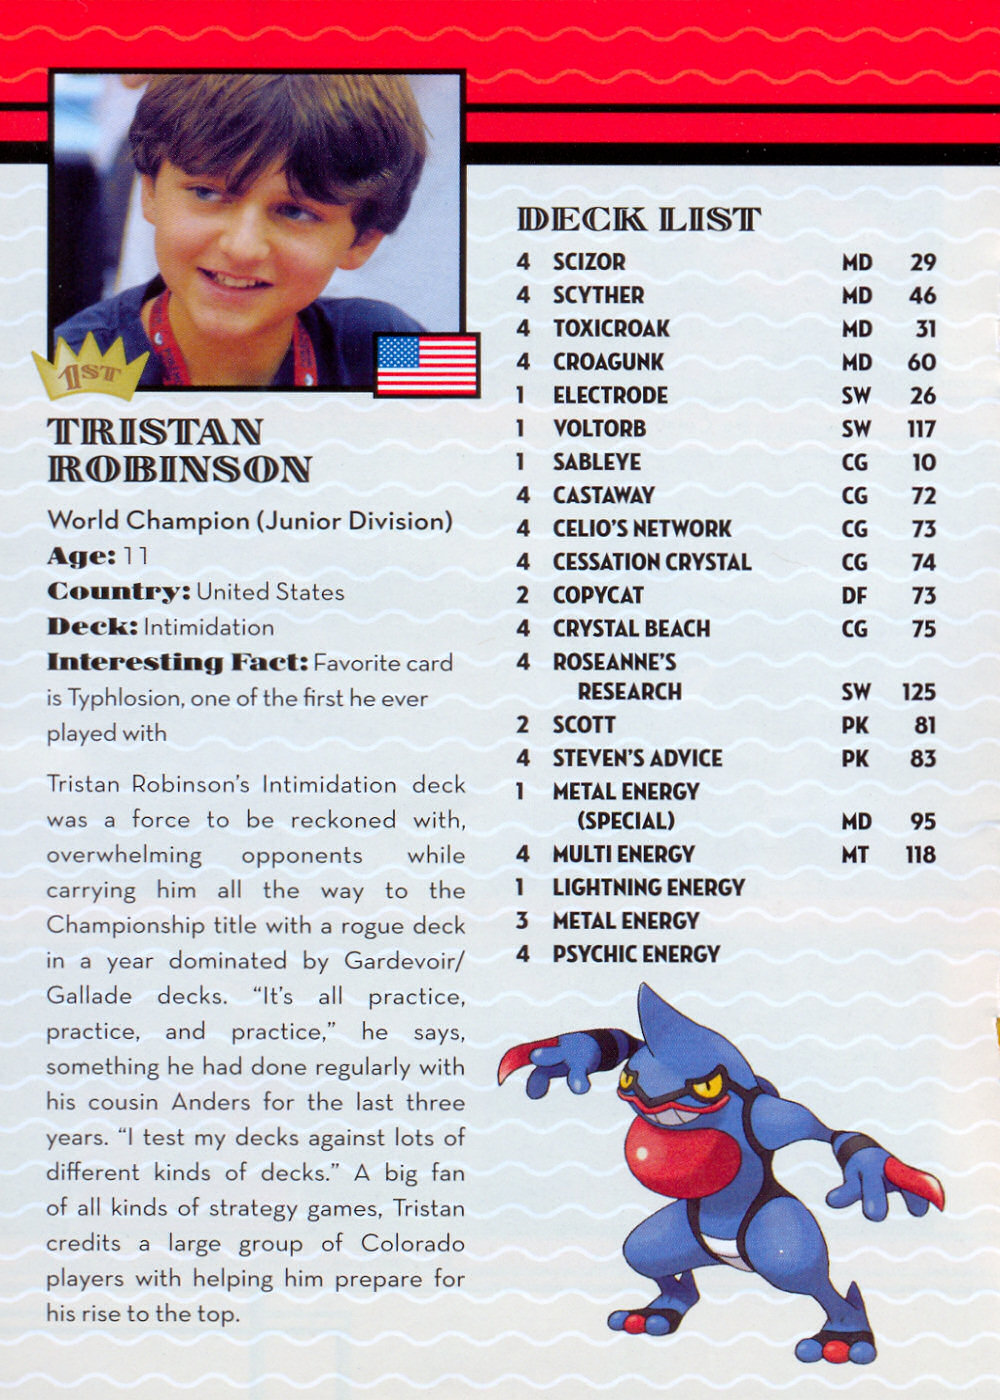 1ST
TRISTAN
ROBINSON
World Champion (Junior Division)
Age: 11
Country: United States
Deck: Intimidation
Interesting Fact: Favorite card
is Typhlosion, one of the first he ever
played with
Tristan Robinson's Intimidation deck
was a force to be reckoned with,
overwhelming opponents while
carrying him all the way to the
Championship title with a rogue deck
in a year dominated by Gardevoir/
Gallade decks. "It's all practice,
practice, and practice," he says,
something he had done regularly with
his cousin Anders for the last three
years. "I test my decks against lots of
different kinds of decks." A big fan
of all kinds of strategy games, Tristan
credits a large group of Colorado
players with helping him prepare for
his rise to the top.
DECK LIST
4 SCIZOR MD 29
4 SCYTHER MD 46
4 TOXICROAK MD 31
4 CROAGUNK MD 60
1 ELECTRODE SW 26
1 VOLTORB SW 117
1 SABLEYE CG 10
4 CASTAWAY CG 72
4 CELIO'S NETWORK CG 73
4 CESSATION CRYSTAL CG 74
2 COPYCAT DF 73
4 CRYSTAL BEACH CG 75
4 ROSEANNE'S
RESEARCH SW 125
2 SCOTT PK 81
4 STEVEN'S ADVICE PK 83
1 METAL ENERGY
(SPECIAL) MD 95
4 MULTI ENERGY MT 118
1 LIGHTNING ENERGY
3 METAL ENERGY
4 PSYCHIC ENERGY